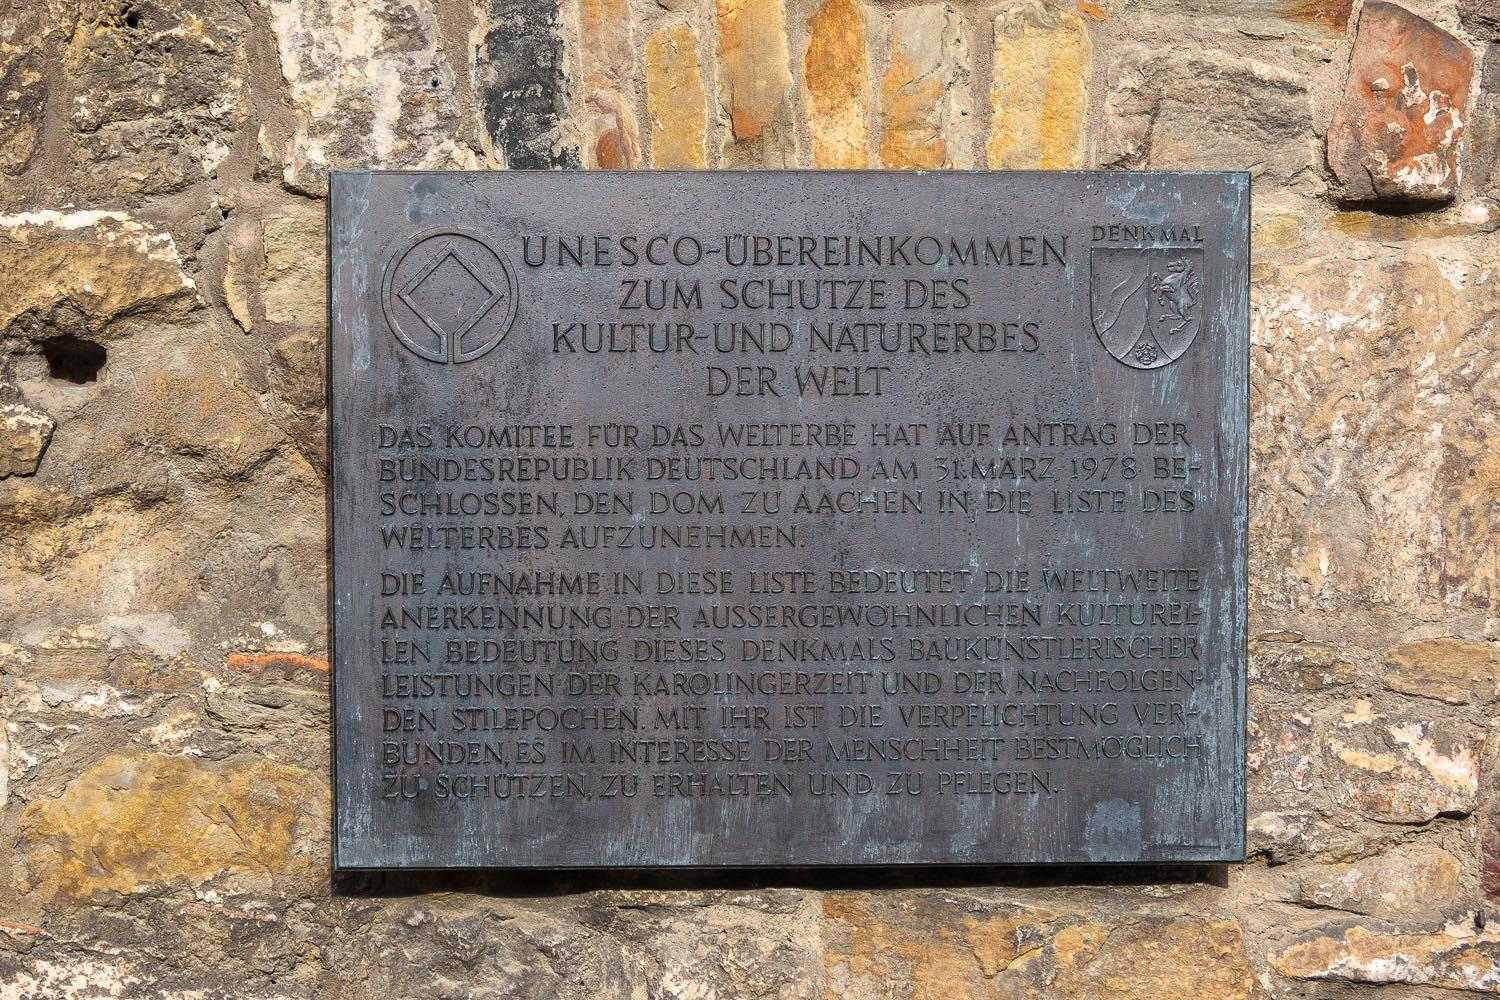 UNESCO-ÜBEREINKOMMEN
ZUM SCHUTZE DES
KULTUR-UND NATURERBES
DER WELT
DENKMAL
DAS KOMITEE FÜR DAS WELTERBE HAT AUF ANTRAG DER
BUNDESREPUBLIK DEUTSCHLAND AM 31.MÄRZ 1978 BE-
SCHLOSSEN, DEN DOM ZU AACHEN IN DIE LISTE DES
WELTERBES AUFZUNEHMEN.
DIE AUFNAHME IN DIESE LISTE BEDEUTET DIE WELTWEITE
ANERKENNUNG DER AUSSERGEWÖHNLICHEN KULTUREL-
LEN BEDEUTUNG DIESES DENKMALS BAUKÜNSTLERISCHER
LEISTUNGEN DER KAROLINGERZEIT UND DER NACHFOLGEN-
DEN STILEPOCHEN. MIT IHR IST DIE VERPFLICHTUNG VER-
BUNDEN, ES IM INTERESSE DER MENSCHHEIT BESTMÖGLICH
ZU SCHÜTZEN, ZU ERHALTEN UND ZU PFLEGEN.